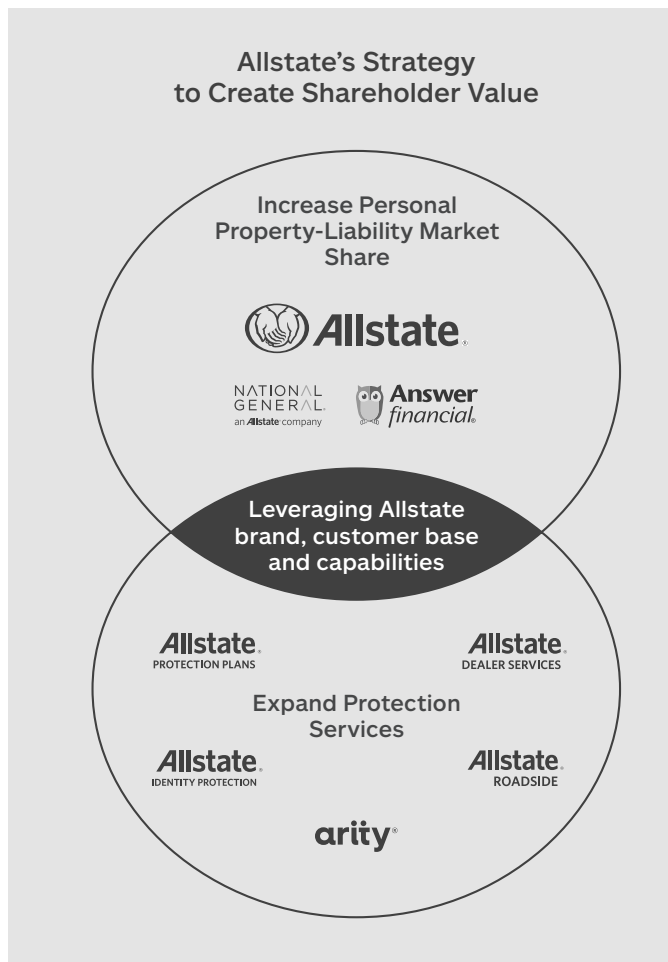 Allstate’s Strategy
to Create Shareholder Value
Increase Personal
Property-Liability Market
Share
Allstate®
NATIONAL
GENERAL®
an Allstate company
Answer
financial®
Leveraging Allstate
brand, customer base
and capabilities
Allstate®
PROTECTION PLANS
Allstate®
DEALER SERVICES
Expand Protection
Services
Allstate®
IDENTITY PROTECTION
Allstate®
ROADSIDE
arity®